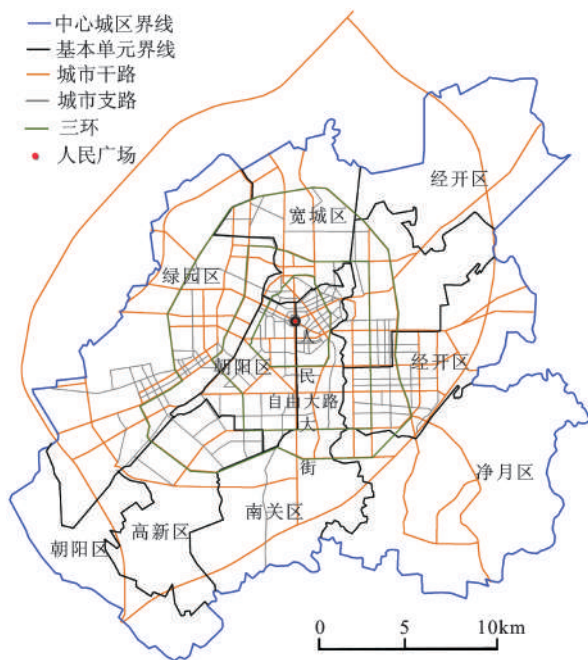 中心城区界线
基本单元界线
城市干路
城市支路
三环
人民广场
经开区
宽城区
绿园区
人
朝阳区
民
经开区
自由大路
大
街
净月区
南关区
高新区
朝阳区
0 5 10km